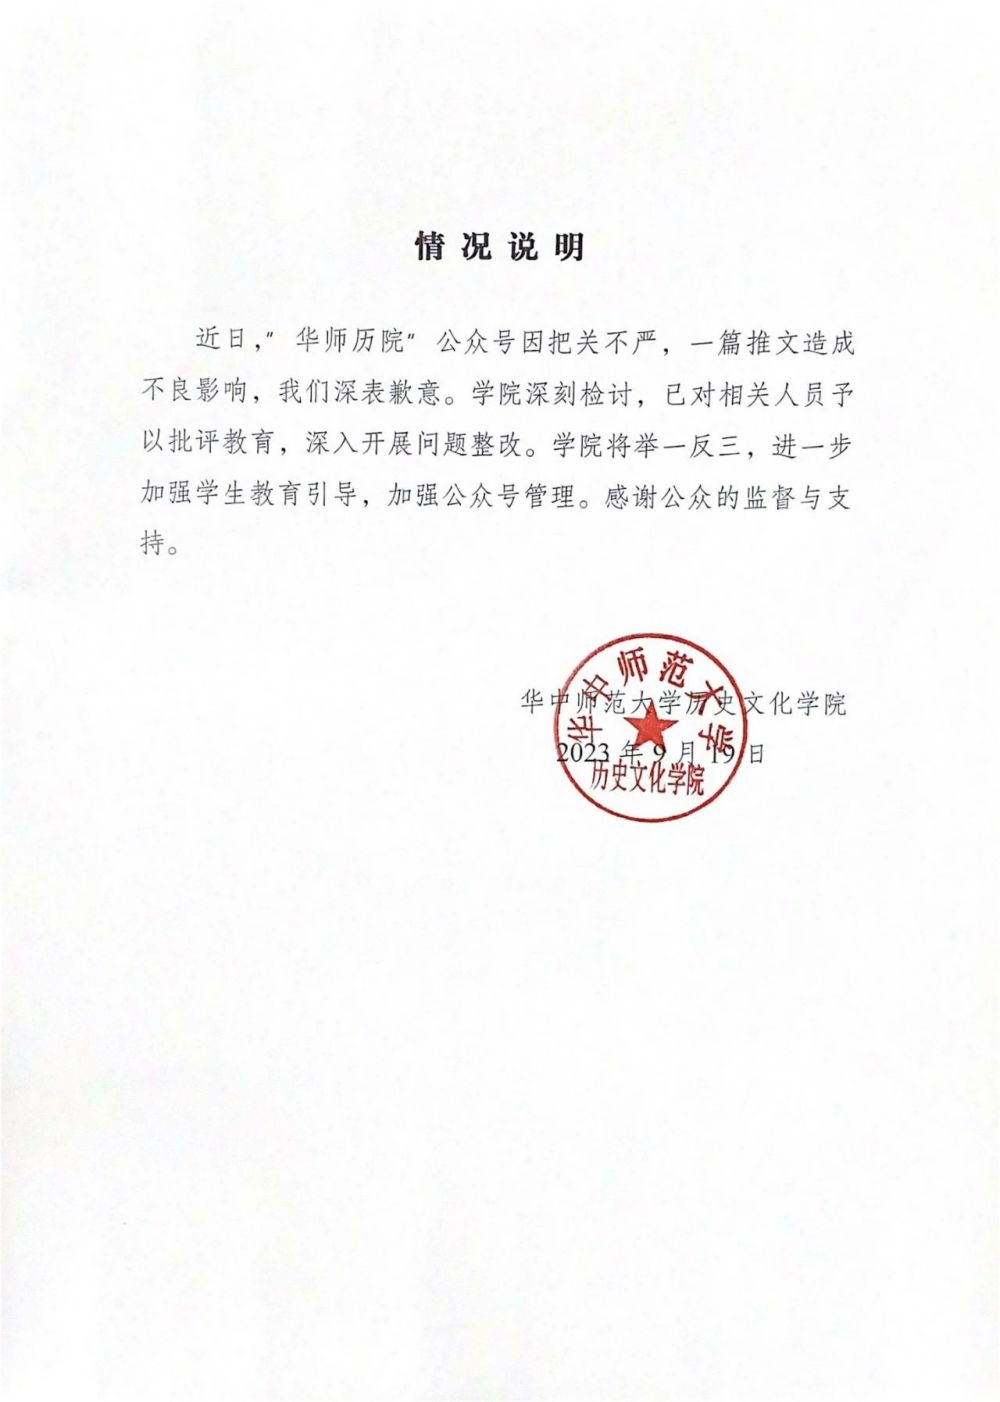 情况说明
近日，“华师历院”公众号因把关不严，一篇推文造成
不良影响，我们深表歉意。学院深刻检讨，已对相关人员予
以批评教育，深入开展问题整改。学院将举一反三，进一步
加强学生教育引导，加强公众号管理。感谢公众的监督与支
持。
华中师范大学历史文化学院
2023年9月19日
华中师范大学
历史文化学院